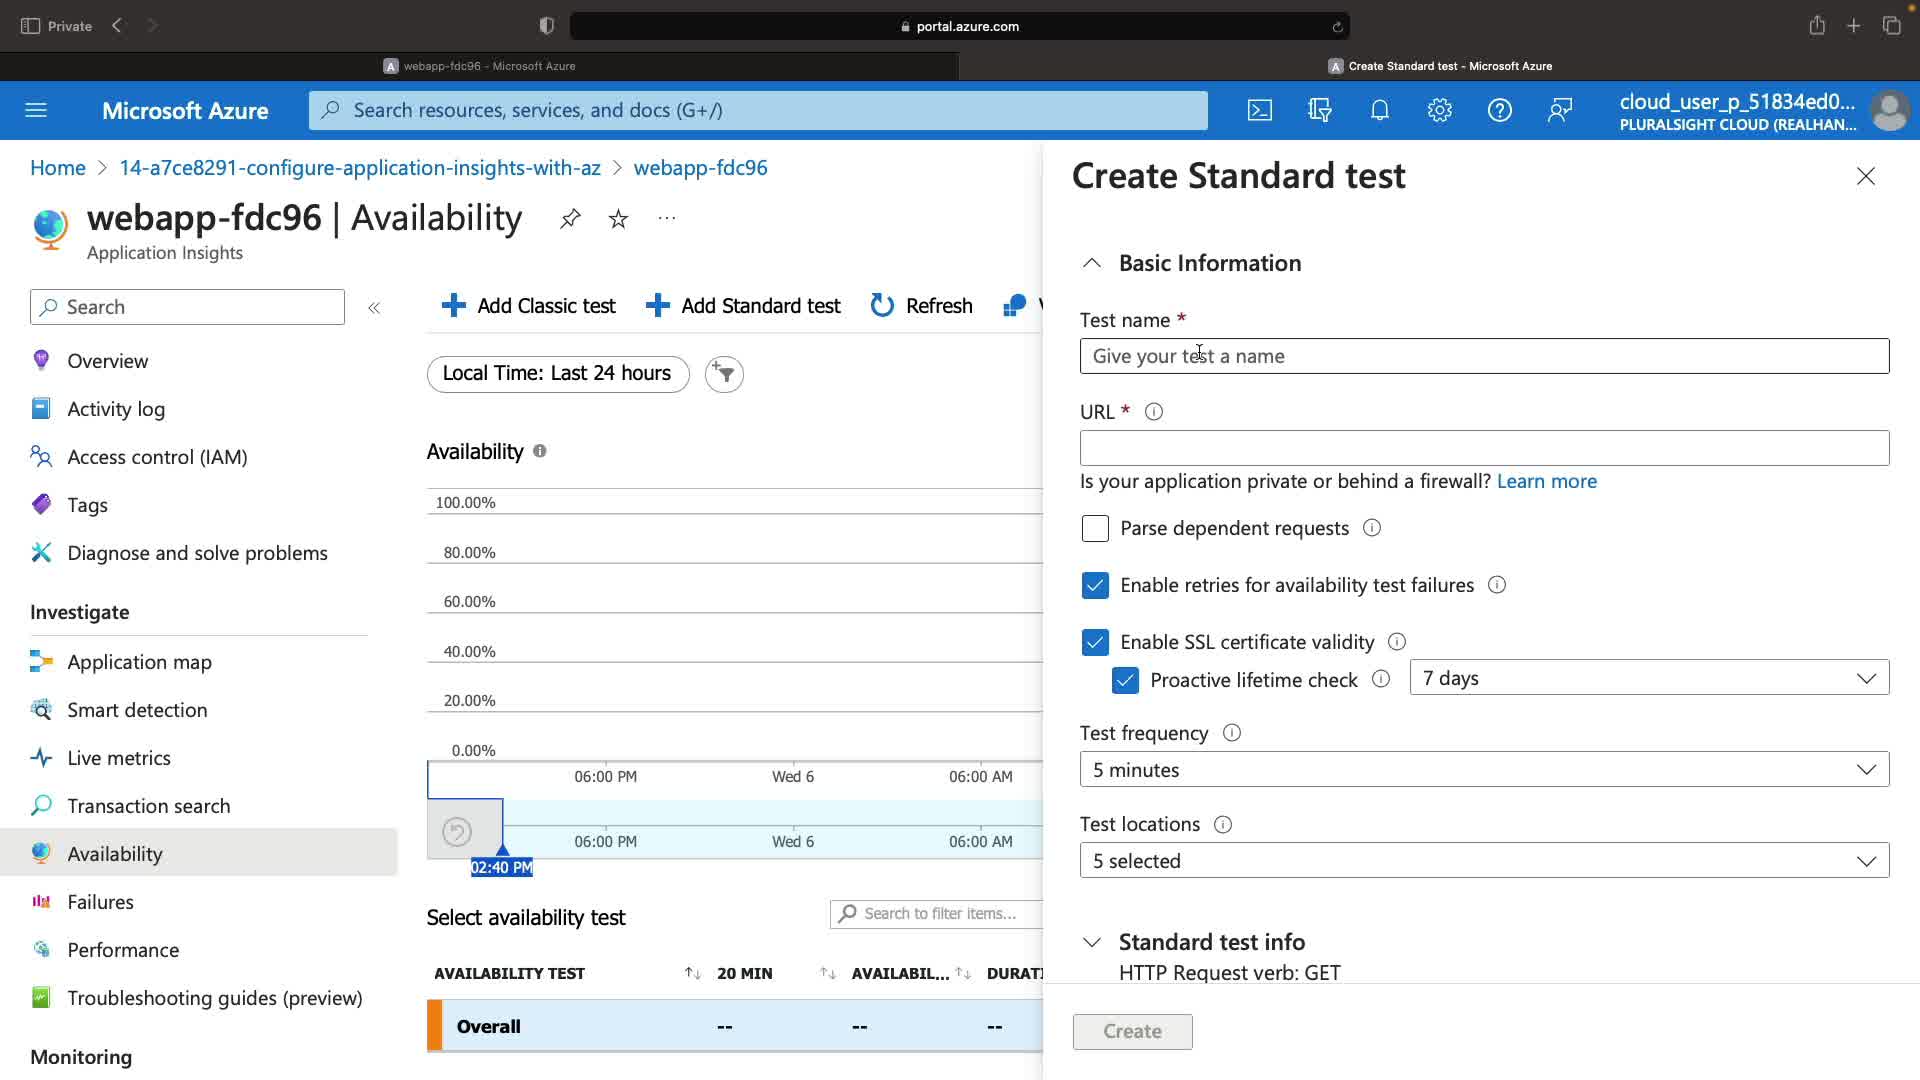 Private
portal.azure.com
A webapp-fdc96 - Microsoft Azure
A Create Standard test - Microsoft Azure
Microsoft Azure
Search resources, services, and docs (G+/)
cloud_user_p_51834ed0...
PLURALSIGHT CLOUD (REALHAN...
Home > 14-a7ce8291-configure-application-insights-with-az > webapp-fdc96
webapp-fdc96 | Availability
Application Insights
Search
Overview
Activity log
Access control (IAM)
Tags
Diagnose and solve problems
Investigate
Application map
Smart detection
Live metrics
Transaction search
Availability
Failures
Performance
Troubleshooting guides (preview)
Monitoring
Add Classic test
Add Standard test
Refresh
Local Time: Last 24 hours
Availability
100.00%
80.00%
60.00%
40.00%
20.00%
0.00%
06:00 PM Wed 6 06:00 AM
06:00 PM Wed 6 06:00 AM
02:40 PM
Select availability test
Search to filter items...
AVAILABILITY TEST 20 MIN AVAILABIL... DURATI
Overall -- -- --
Create Standard test
Basic Information
Test name *
Give your test a name
URL *
Is your application private or behind a firewall? Learn more
Parse dependent requests
Enable retries for availability test failures
Enable SSL certificate validity
Proactive lifetime check
7 days
Test frequency
5 minutes
Test locations
5 selected
Standard test info
HTTP Request verb: GET
Create